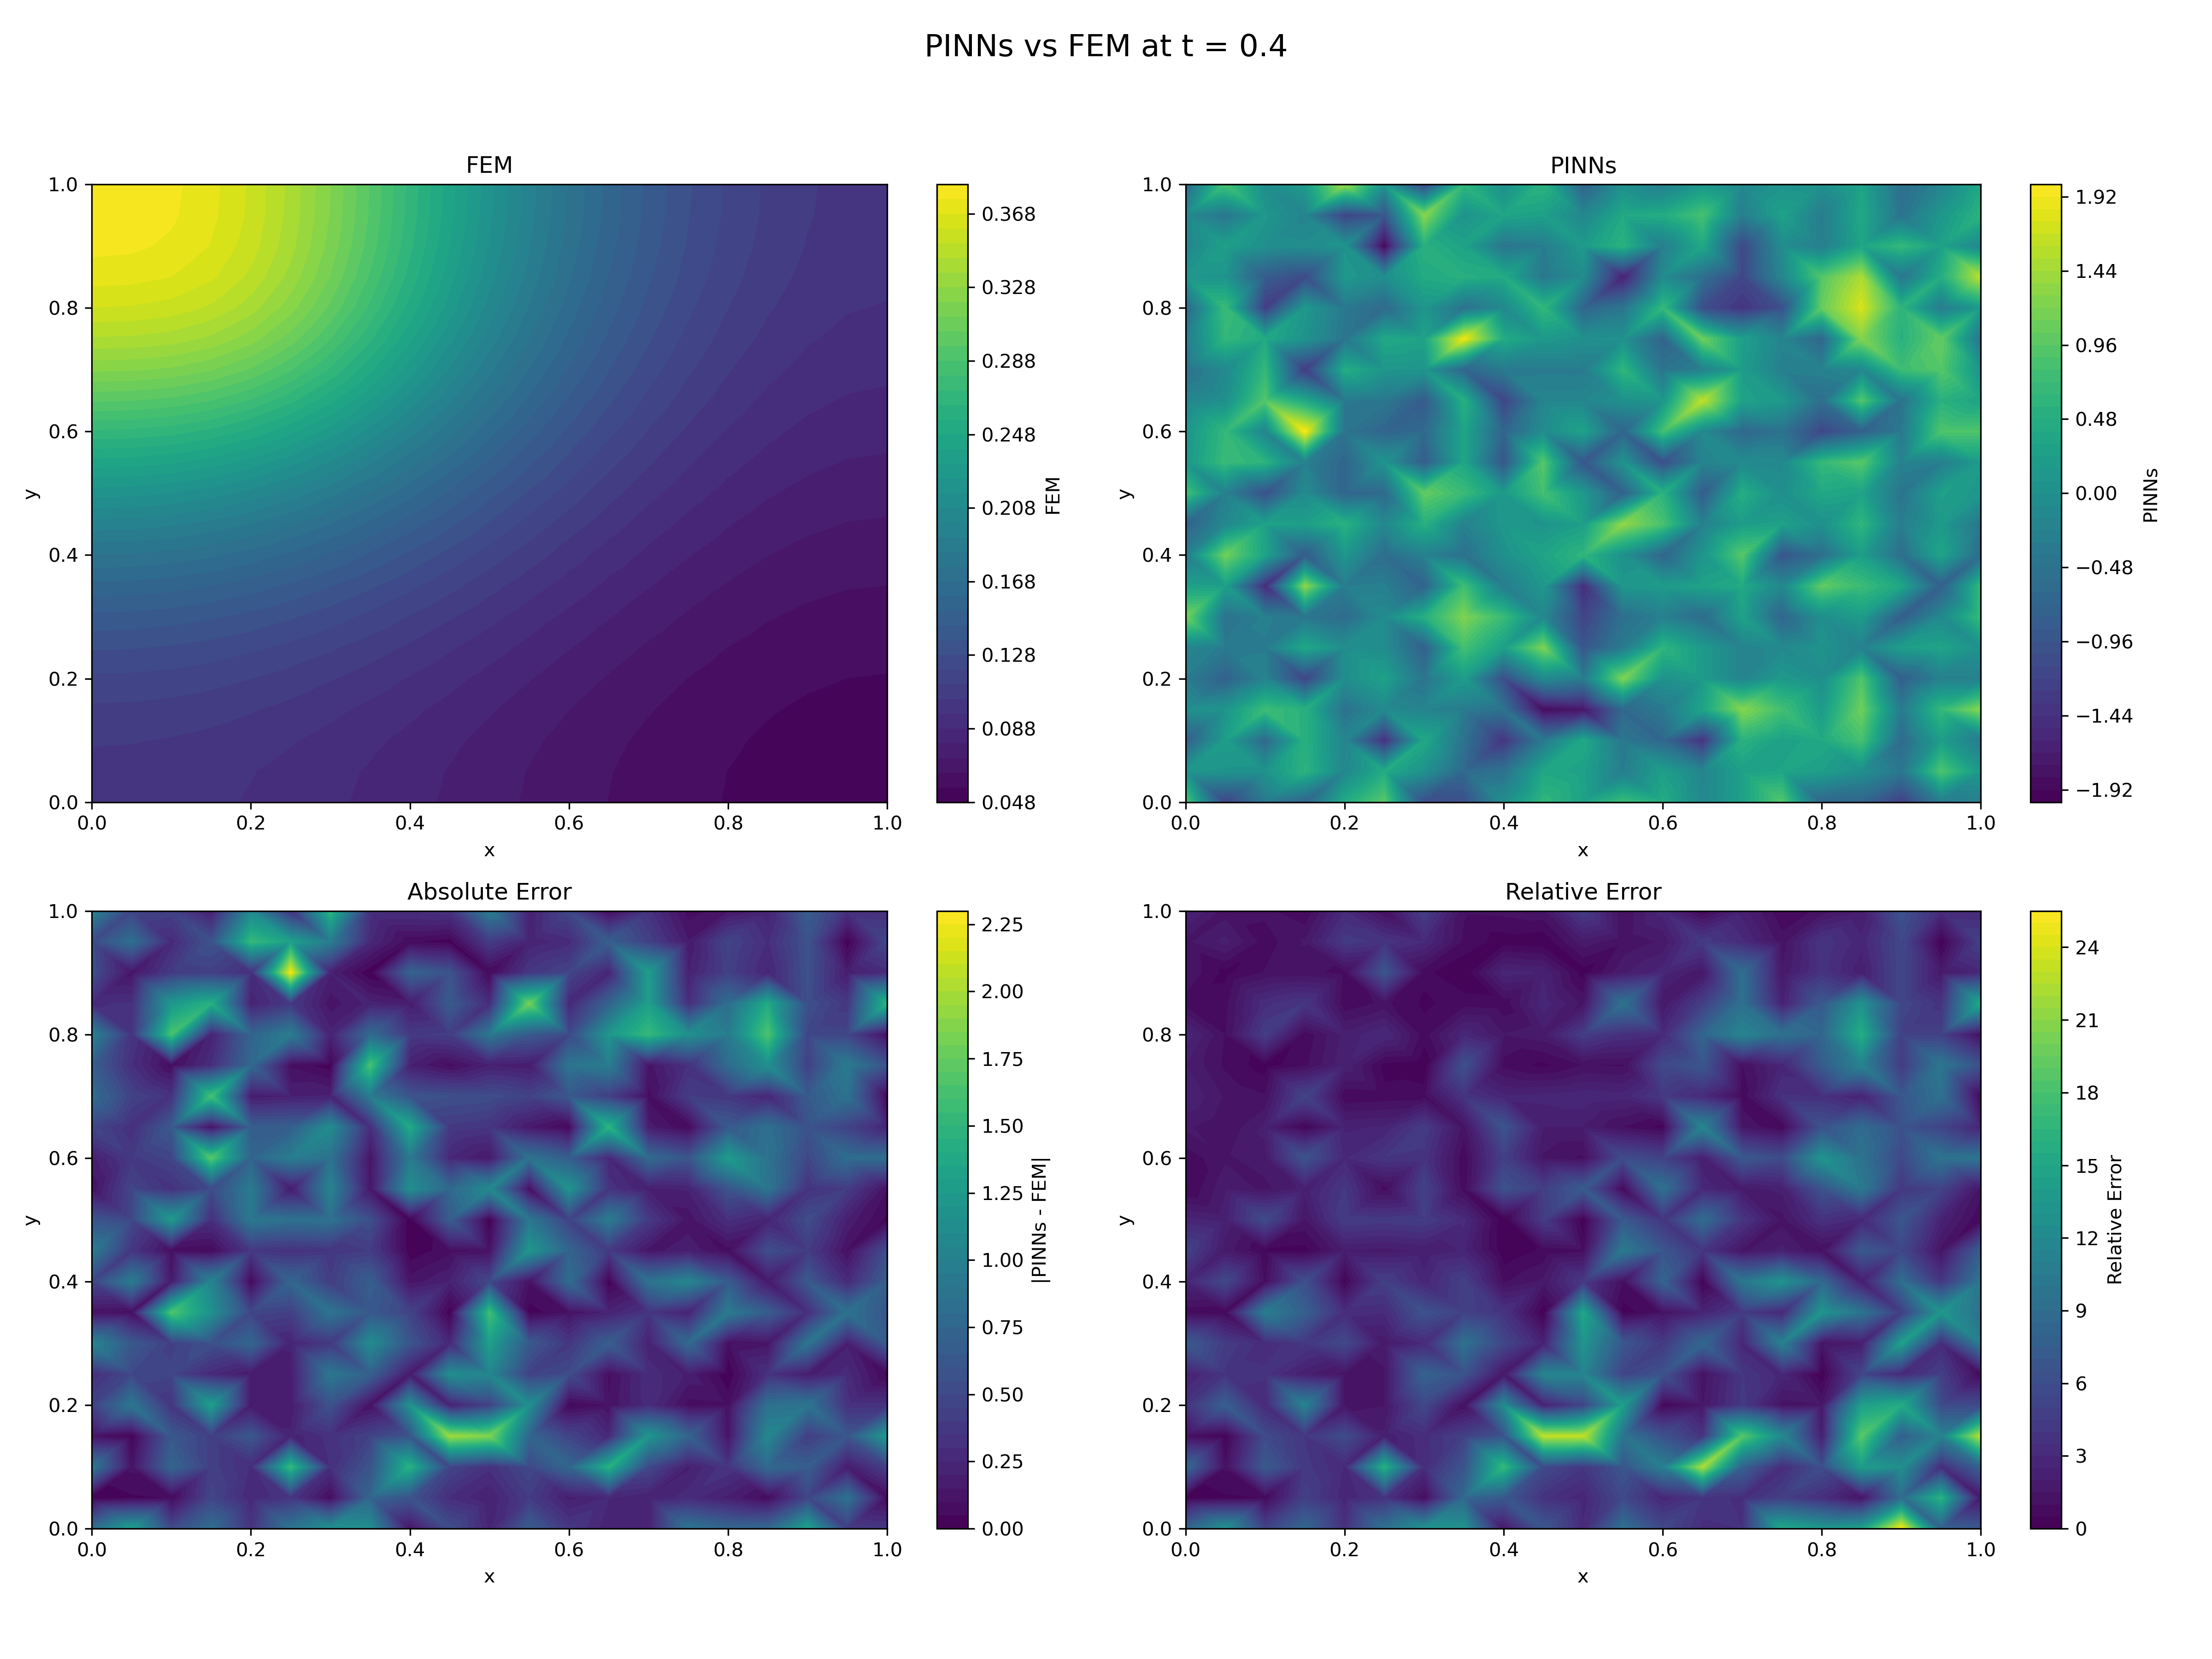 PINNs vs FEM at t = 0.4
FEM
1.0
0.8
0.6
0.4
0.2
0.0
0.0 0.2 0.4 0.6 0.8 1.0
x
y
0.368
0.328
0.288
0.248
0.208
0.168
0.128
0.088
0.048
FEM
PINNs
1.0
0.8
0.6
0.4
0.2
0.0
0.0 0.2 0.4 0.6 0.8 1.0
x
y
1.92
1.44
0.96
0.48
0.00
−0.48
−0.96
−1.44
−1.92
PINNs
Absolute Error
1.0
0.8
0.6
0.4
0.2
0.0
0.0 0.2 0.4 0.6 0.8 1.0
x
y
2.25
2.00
1.75
1.50
1.25
1.00
0.75
0.50
0.25
0.00
|PINNs - FEM|
Relative Error
1.0
0.8
0.6
0.4
0.2
0.0
0.0 0.2 0.4 0.6 0.8 1.0
x
y
24
21
18
15
12
9
6
3
0
Relative Error